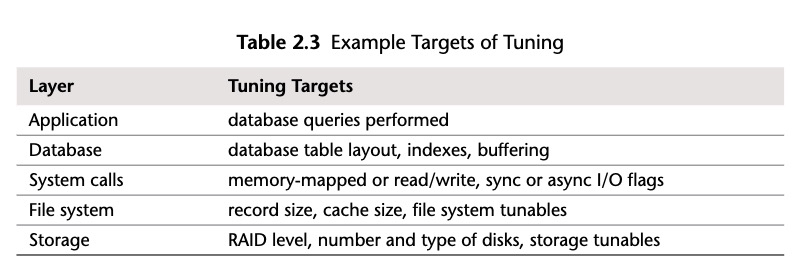 Table 2.3 Example Targets of Tuning
Layer Tuning Targets
Application database queries performed
Database database table layout, indexes, buffering
System calls memory-mapped or read/write, sync or async I/O flags
File system record size, cache size, file system tunables
Storage RAID level, number and type of disks, storage tunables